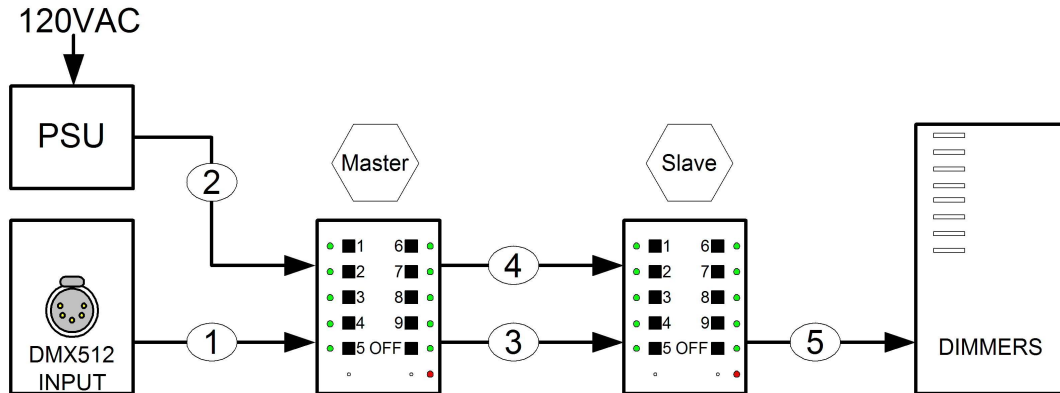 120VAC
PSU
2
DMX512
INPUT
1
Master
1 6
2 7
3 8
4 9
5 OFF
4
3
Slave
1 6
2 7
3 8
4 9
5 OFF
5
DIMMERS